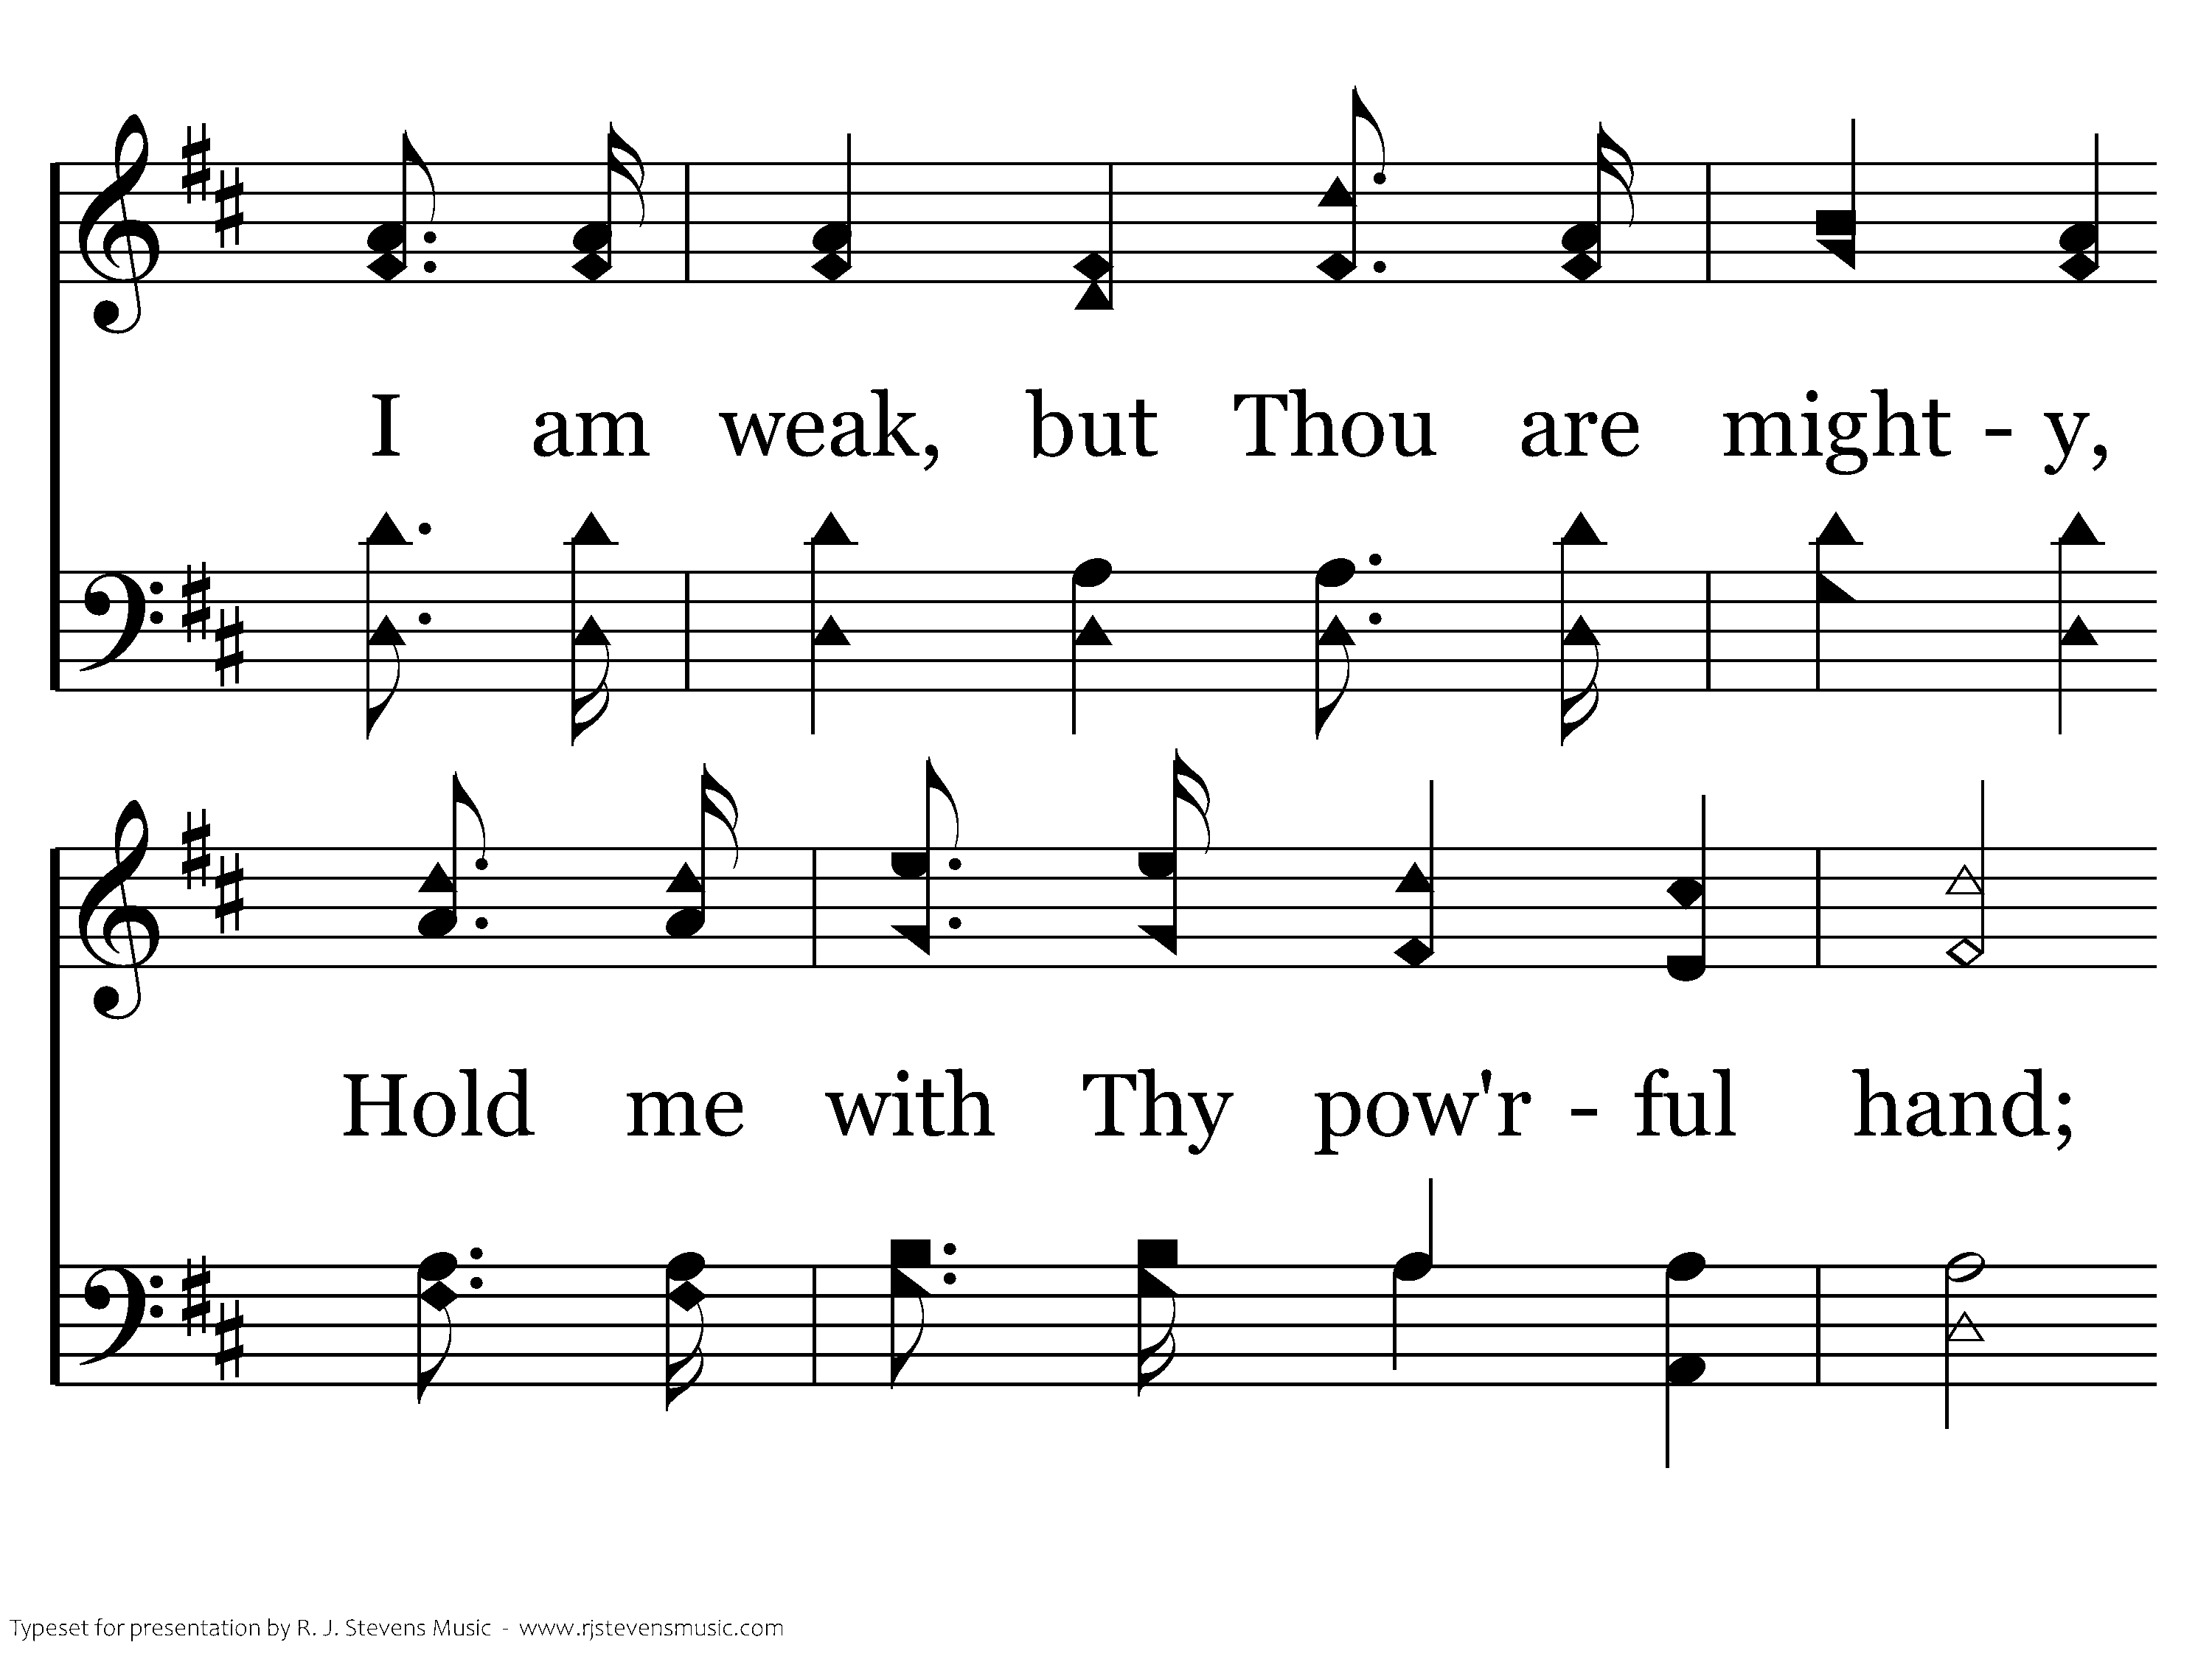 I am weak, but Thou are might - y,
Hold me with Thy pow'r - ful hand;
Typeset for presentation by R. J. Stevens Music - www.rjstevensmusic.com